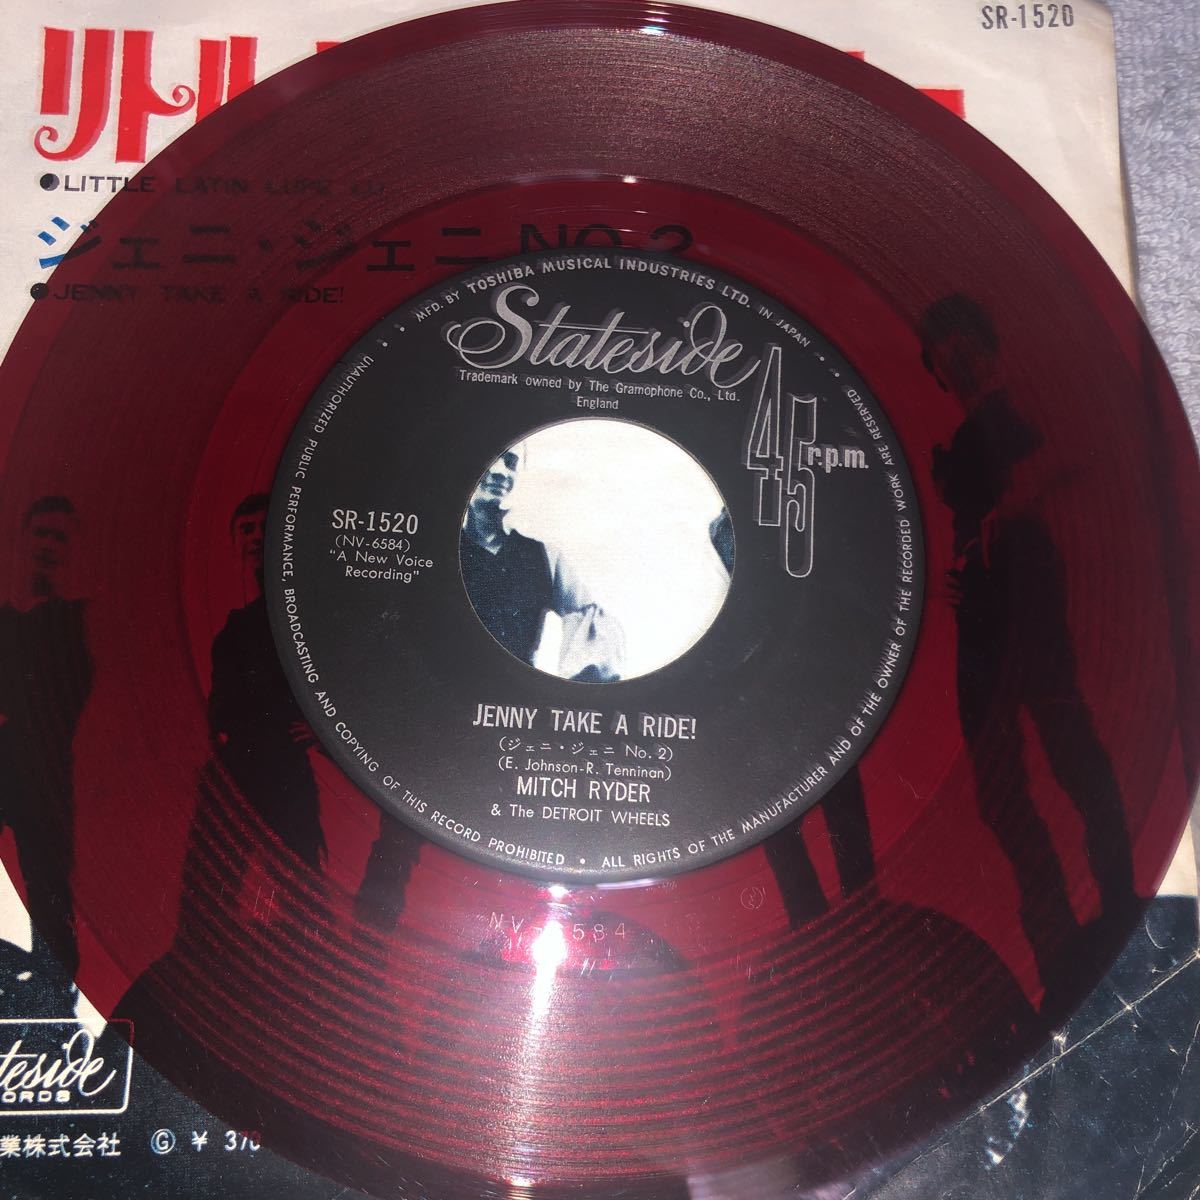 SR-1520
リトル
●LITTLE LATIN LUPE LU
ジェニ・ジェニ NO.2
●JENNY TAKE A RIDE!
MFD. BY TOSHIBA MUSICAL INDUSTRIES LTD. IN JAPAN
Stateside
Trademark owned by The Gramophone Co., Ltd.
England
45 r.p.m.
SR-1520
(NV-6584)
"A New Voice
Recording"
JENNY TAKE A RIDE!
(ジェニ・ジェニ No. 2)
(E. Johnson-R. Tenninan)
MITCH RYDER
& The DETROIT WHEELS
UNAUTHORIZED PUBLIC PERFORMANCE, BROADCASTING AND COPYING OF THIS RECORD PROHIBITED • ALL RIGHTS OF THE MANUFACTURER AND OF THE OWNER OF THE RECORDED WORK ARE RESERVED
NV-6584
teside
ORDS
業株式会社 Ⓖ ¥ 370